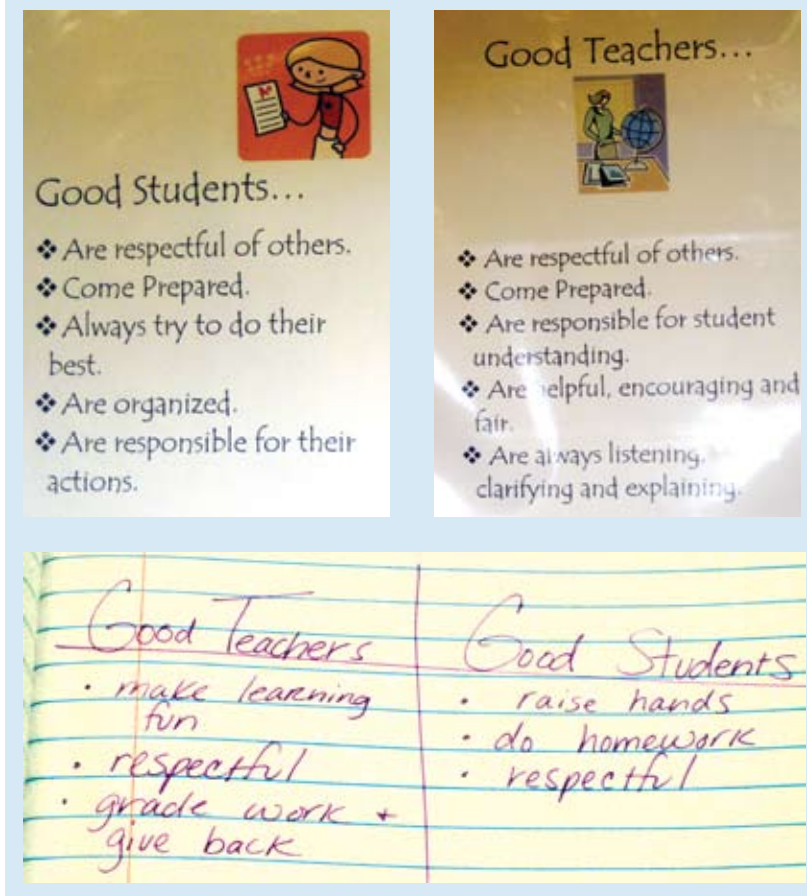 Good Students...
❖ Are respectful of others.
❖ Come Prepared.
❖ Always try to do their
best.
❖ Are organized.
❖ Are responsible for their
actions.
Good Teachers...
❖ Are respectful of others.
❖ Come Prepared.
❖ Are responsible for student
understanding.
❖ Are helpful, encouraging and
fair.
❖ Are always listening,
clarifying and explaining.
Good Teachers
• make learning
fun
• respectful
• grade work +
give back
Good Students
• raise hands
• do homework
• respectful